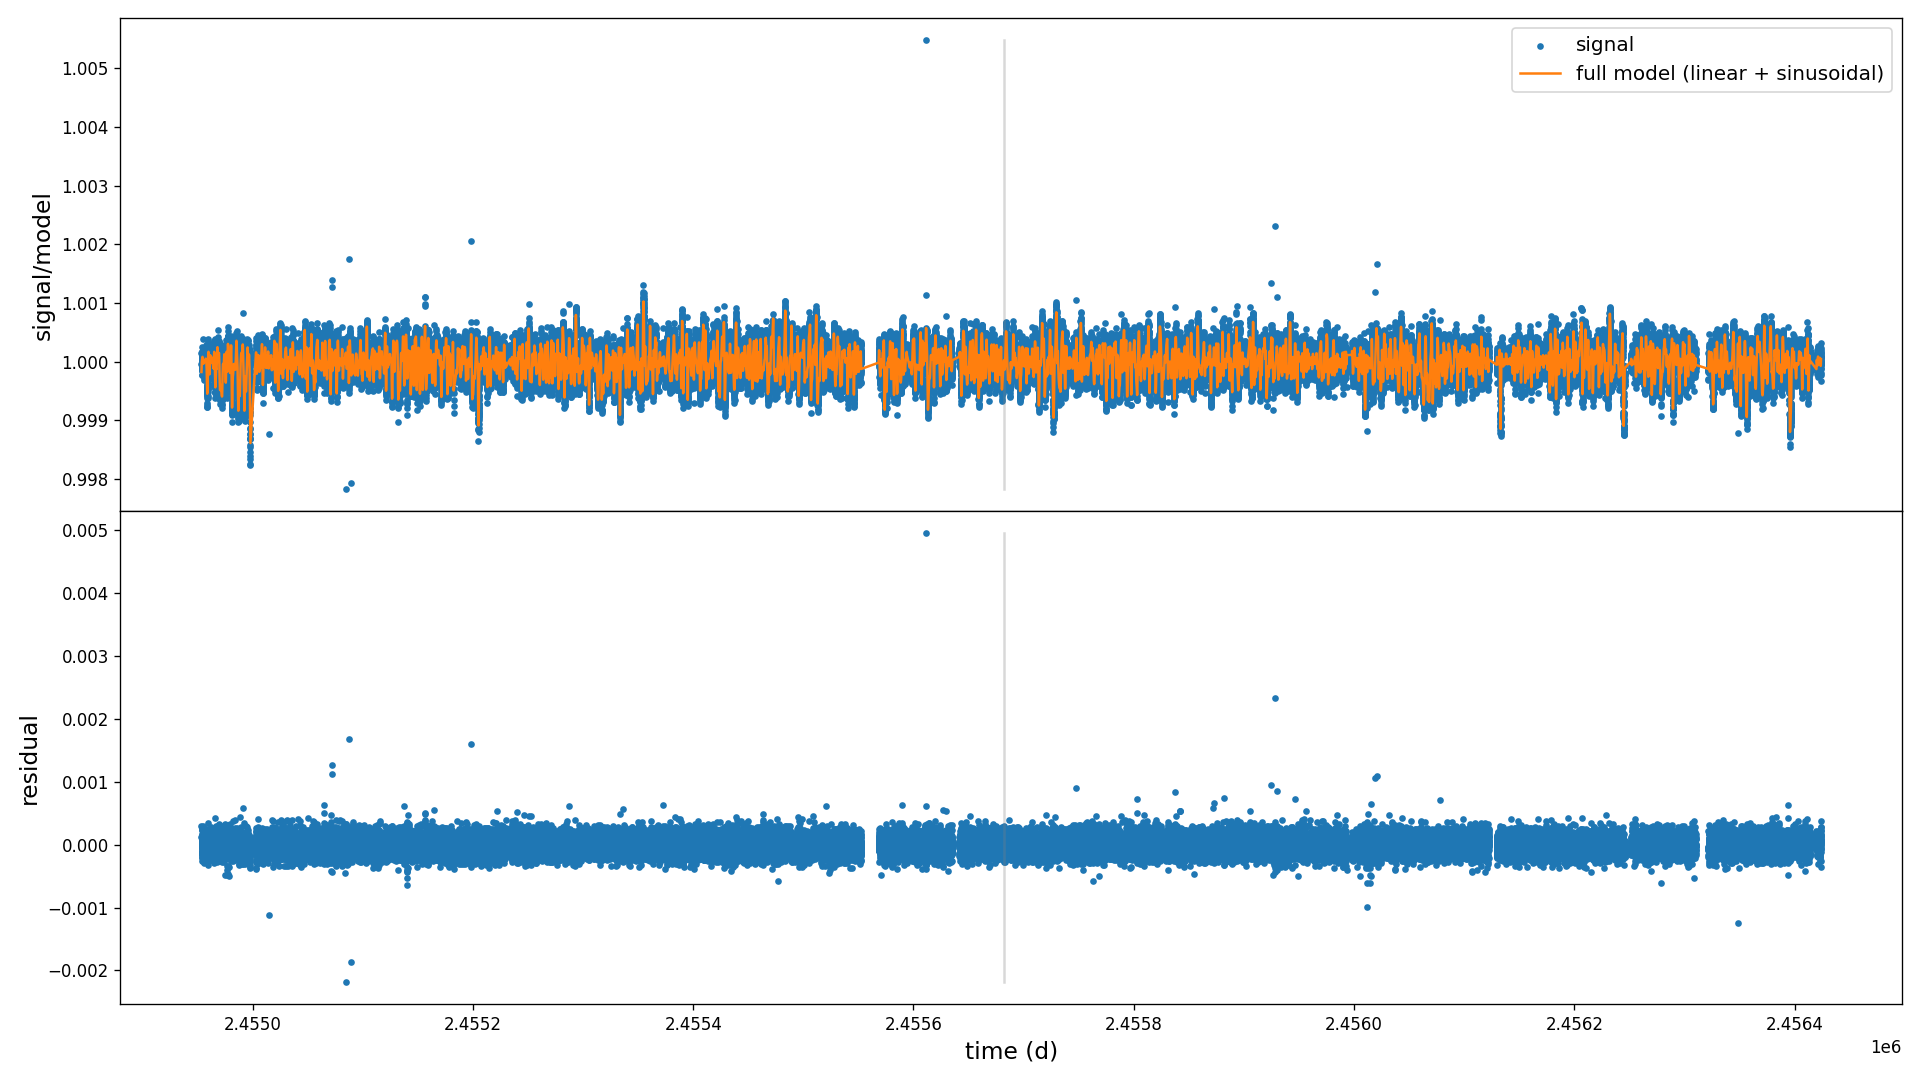 signal
full model (linear + sinusoidal)
signal/model
1.005
1.004
1.003
1.002
1.001
1.000
0.999
0.998
residual
0.005
0.004
0.003
0.002
0.001
0.000
−0.001
−0.002
2.4550 2.4552 2.4554 2.4556 2.4558 2.4560 2.4562 2.4564
1e6
time (d)